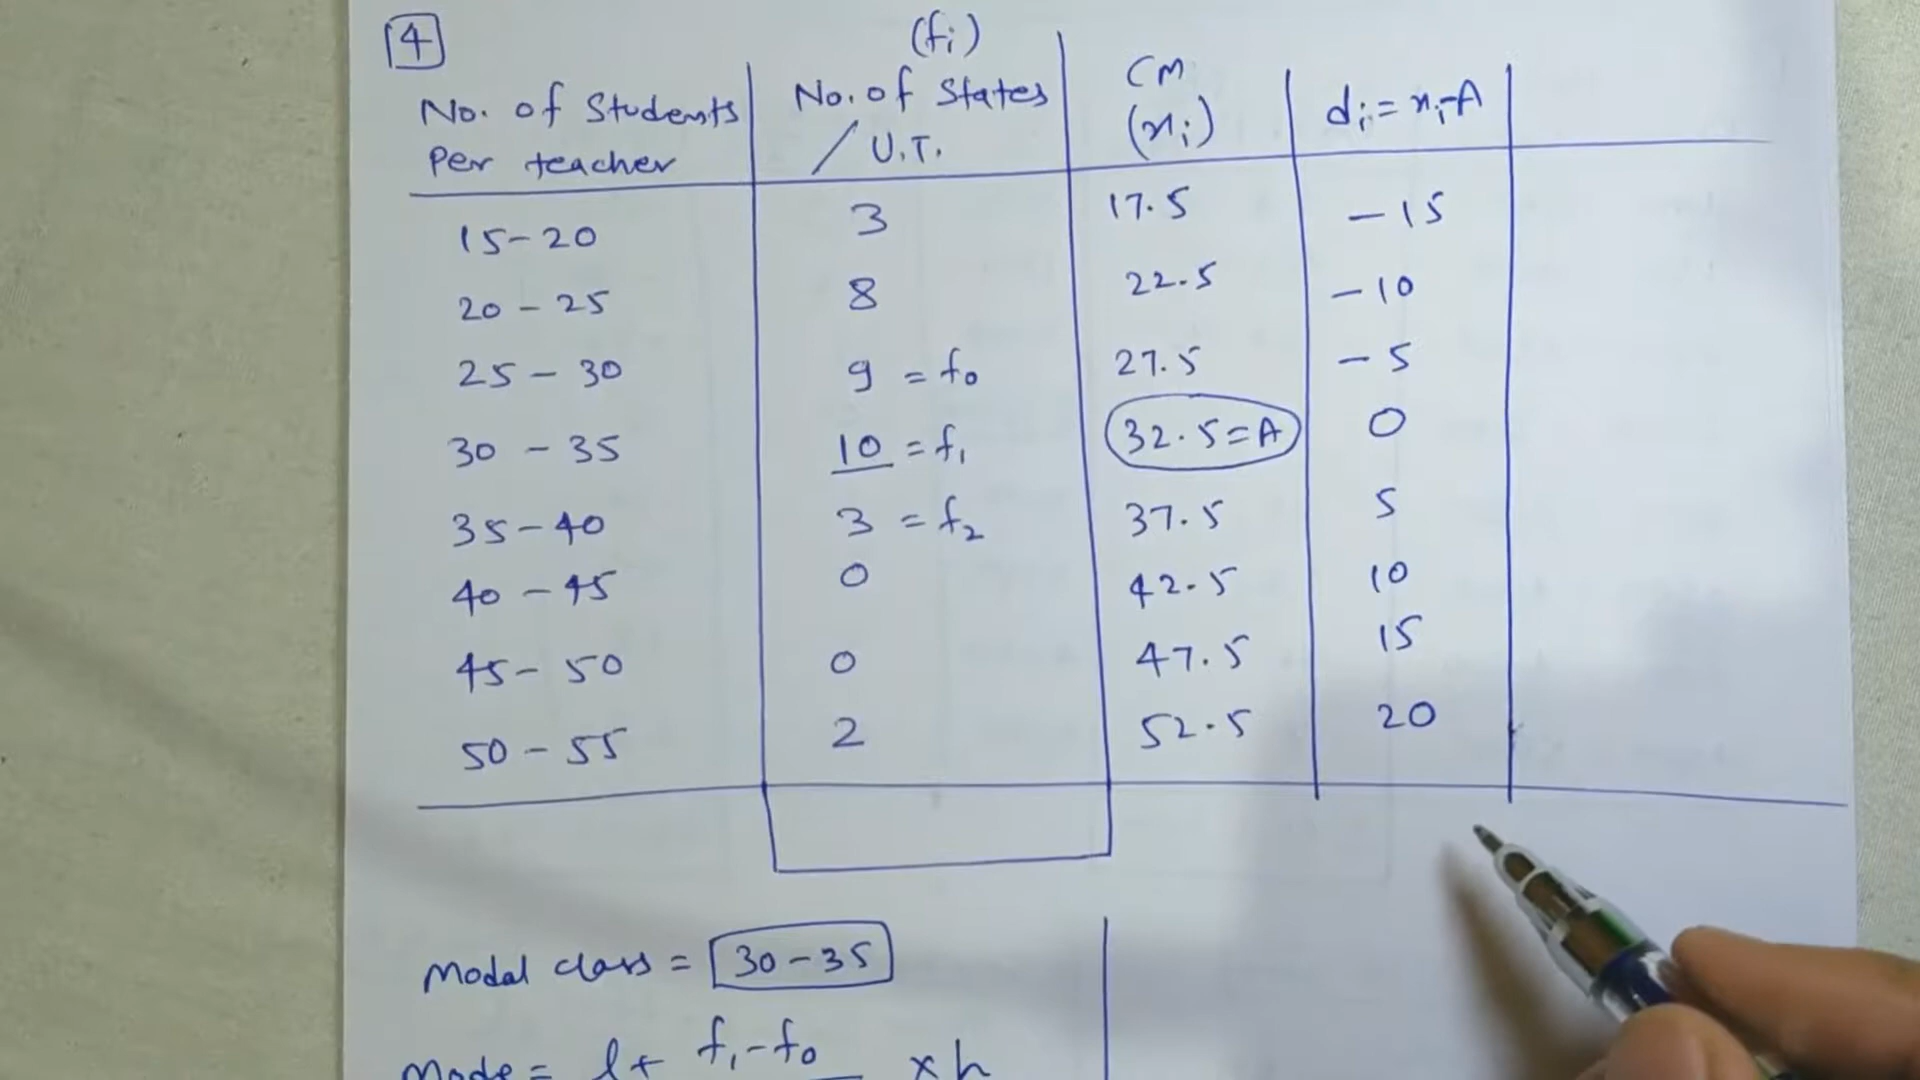 4
No. of Students Per teacher | (fi) No. of States / U.T. | CM (xi) | di = xi-A
15-20 | 3 | 17.5 | -15
20-25 | 8 | 22.5 | -10
25-30 | 9 = f0 | 27.5 | -5
30-35 | 10 = f1 | 32.5=A | 0
35-40 | 3 = f2 | 37.5 | 5
40-45 | 0 | 42.5 | 10
45-50 | 0 | 47.5 | 15
50-55 | 2 | 52.5 | 20
Modal class = 30-35
Mode = l + f1-f0 x h